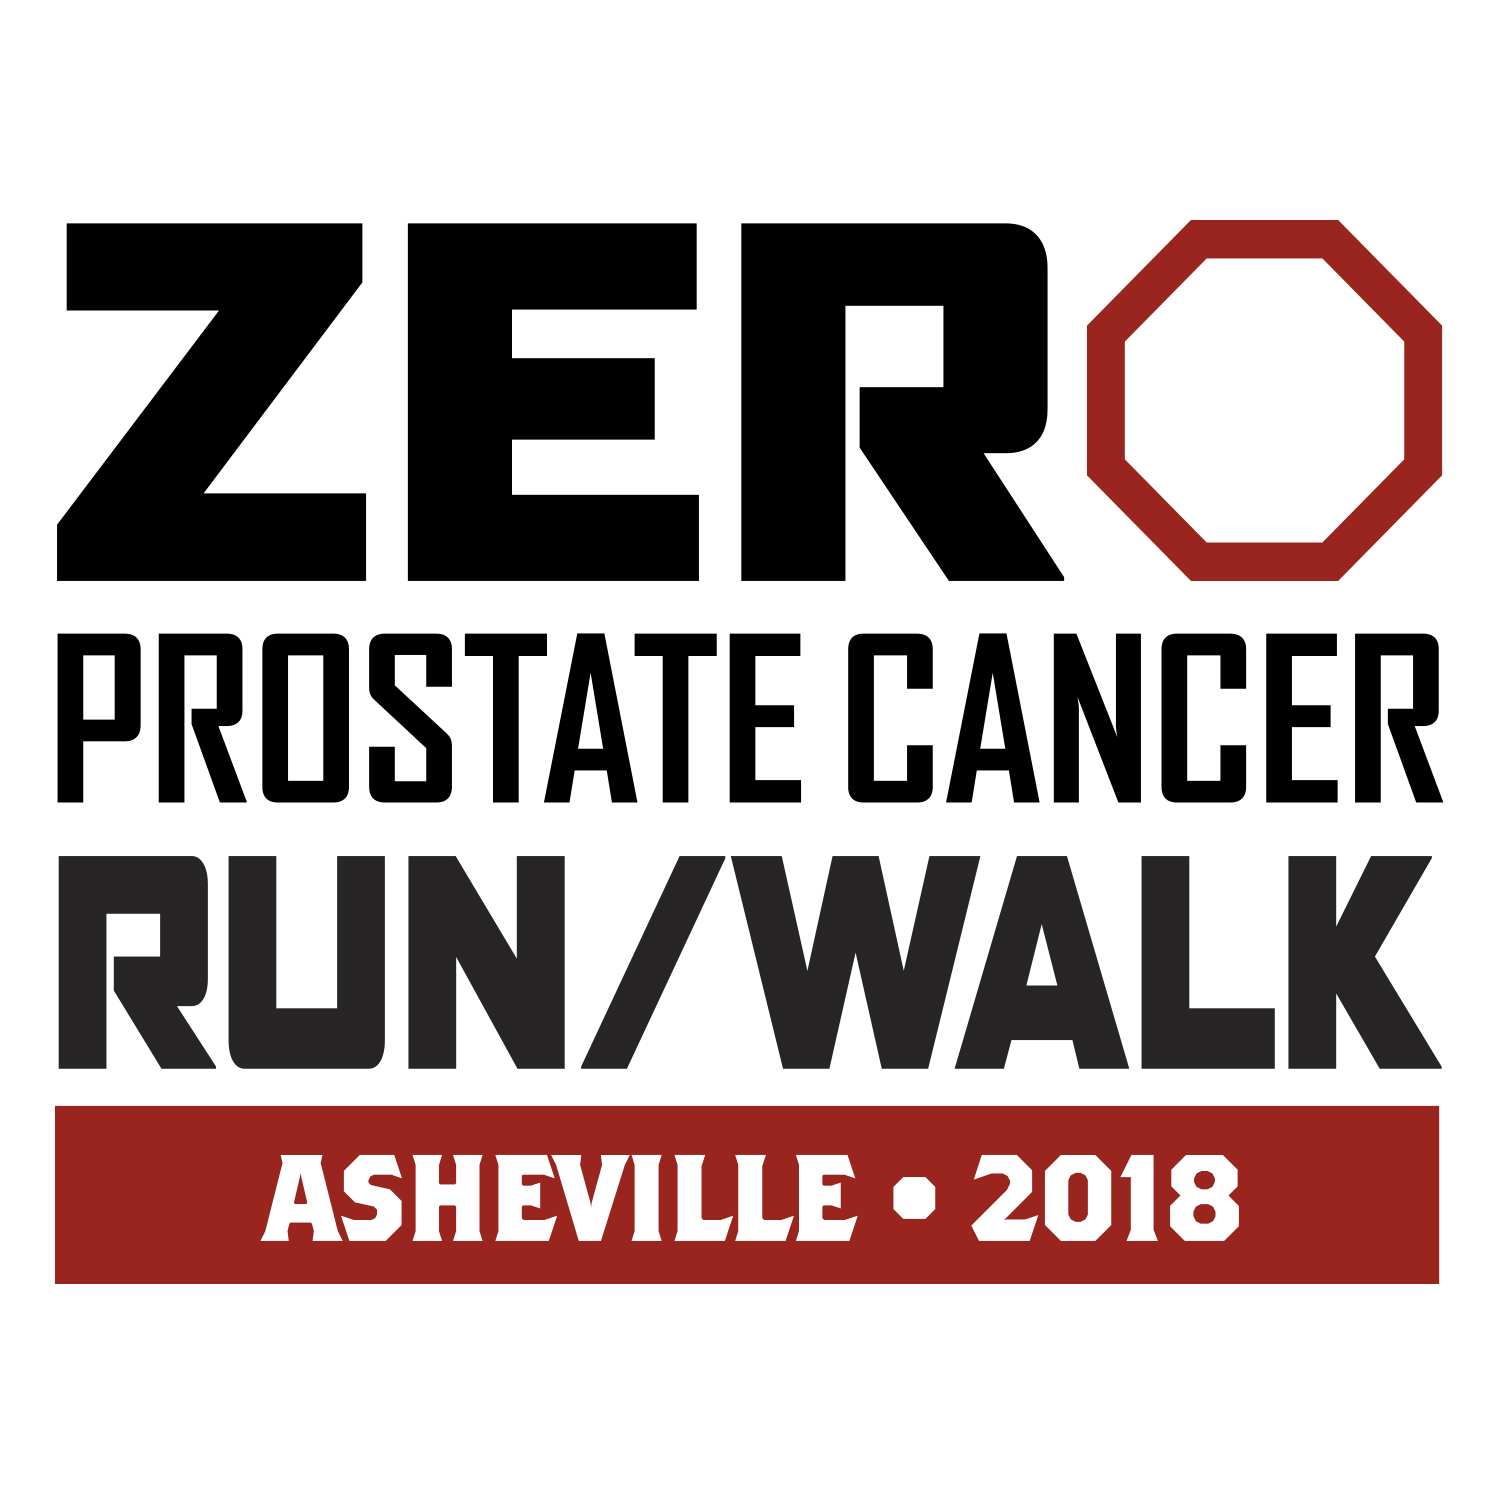 ZERO
PROSTATE CANCER
RUN/WALK
ASHEVILLE • 2018